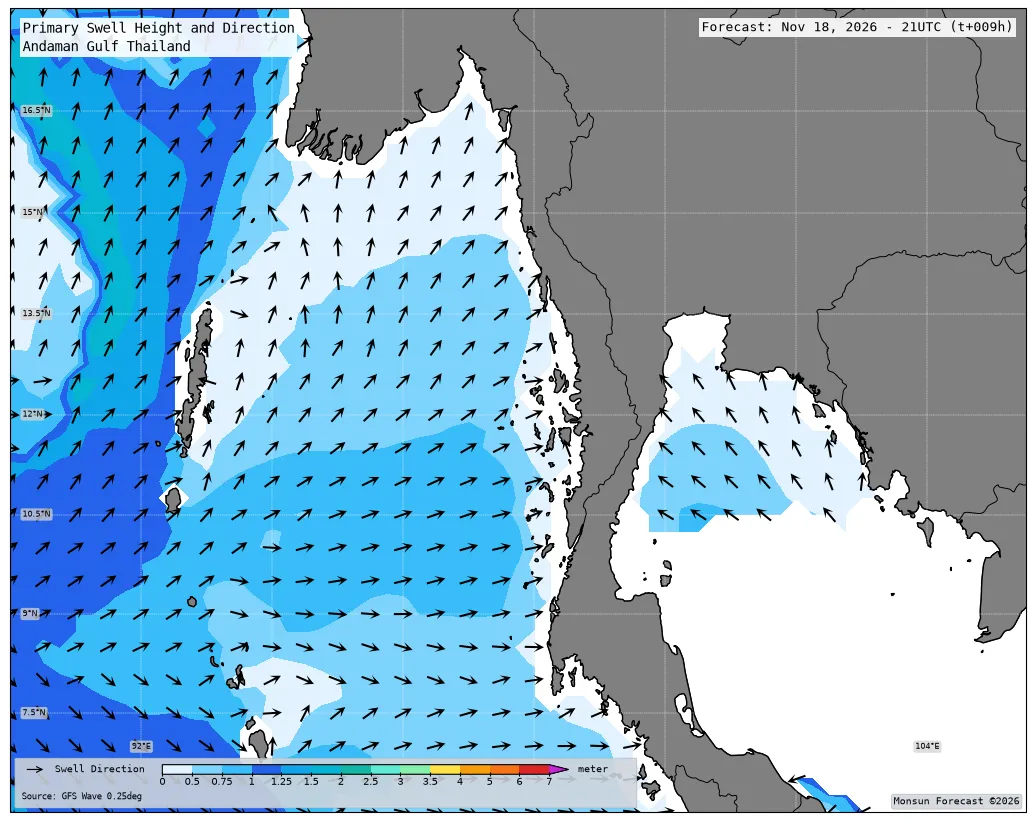 Primary Swell Height and Direction
Andaman Gulf Thailand
Forecast: Nov 18, 2026 - 21UTC (t+009h)
16.5°N
15°N
13.5°N
12°N
10.5°N
9°N
7.5°N
92°E
104°E
Swell Direction
0 0.5 0.75 1.25 1.5 2 2.5 3 3.5 4 5 6 7 meter
Source: GFS Wave 0.25deg
Monsun Forecast ©2026